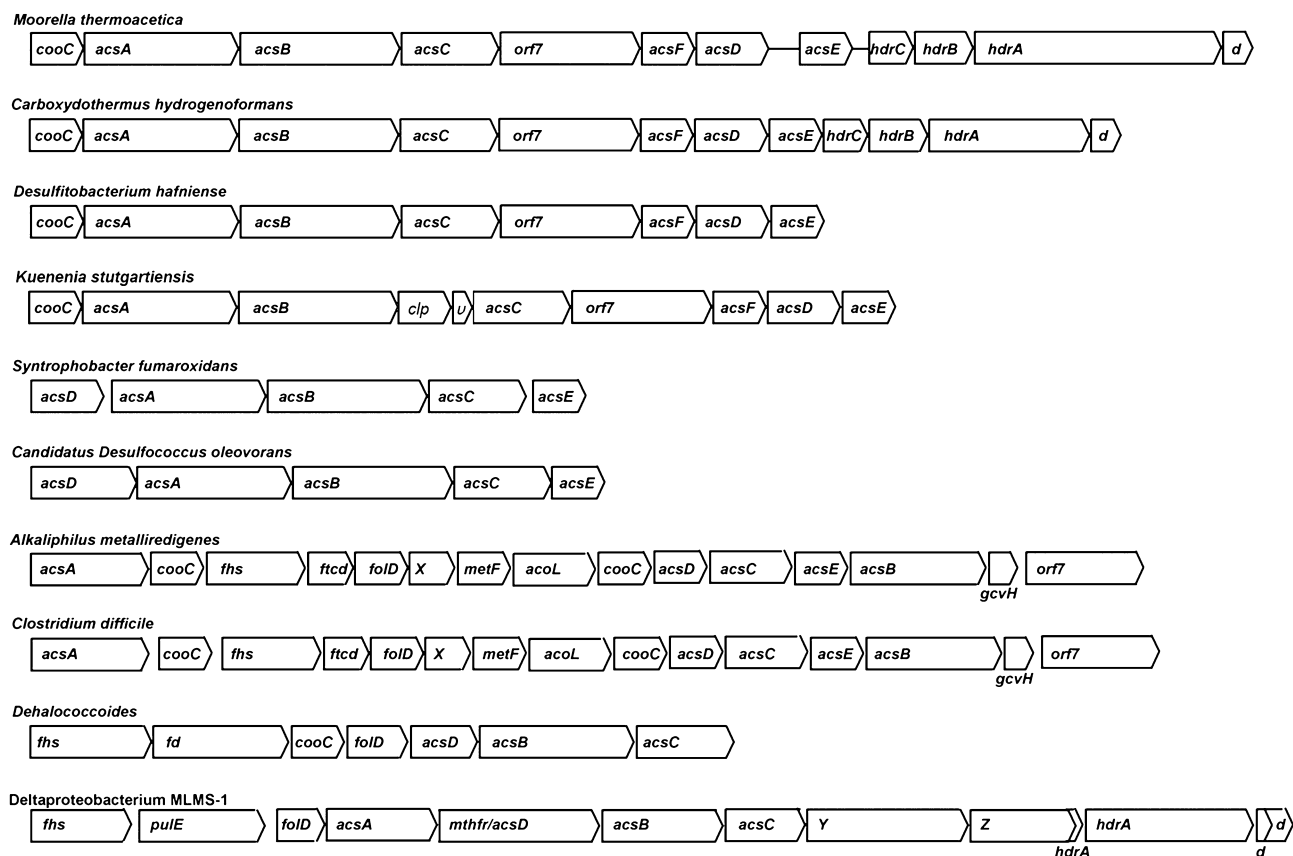 Moorella thermoacetica
cooC acsA acsB acsC orf7 acsF acsD acsE hdrC hdrB hdrA d
Carboxydothermus hydrogenoformans
cooC acsA acsB acsC orf7 acsF acsD acsE hdrC hdrB hdrA d
Desulfitobacterium hafniense
cooC acsA acsB acsC orf7 acsF acsD acsE
Kuenenia stutgartiensis
cooC acsA acsB clp υ acsC orf7 acsF acsD acsE
Syntrophobacter fumaroxidans
acsD acsA acsB acsC acsE
Candidatus Desulfococcus oleovorans
acsD acsA acsB acsC acsE
Alkaliphilus metalliredigenes
acsA cooC fhs ftcd folD X metF acoL cooC acsD acsC acsE acsB orf7
gcvH
Clostridium difficile
acsA cooC fhs ftcd folD X metF acoL cooC acsD acsC acsE acsB orf7
gcvH
Dehalococcoides
fhs fd cooC folD acsD acsB acsC
Deltaproteobacterium MLMS-1
fhs pulE folD acsA mthfr/acsD acsB acsC Y Z hdrA d
hdrA d